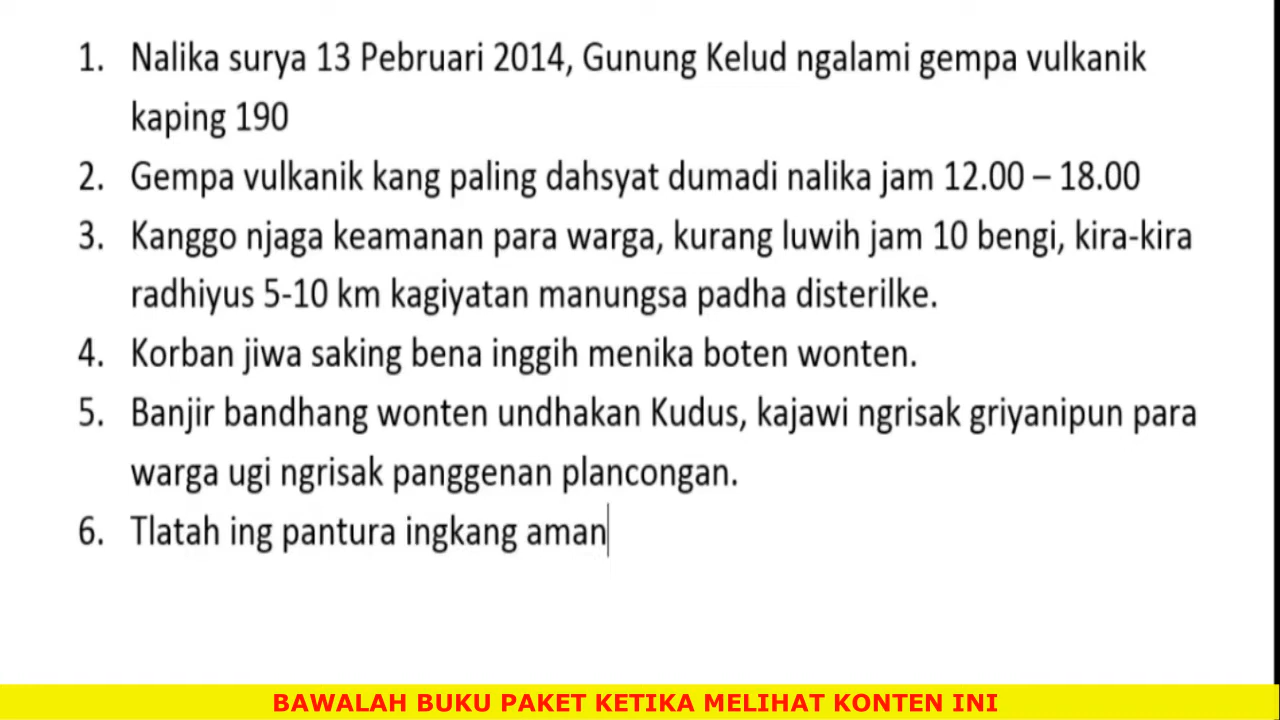 1. Nalika surya 13 Pebruari 2014, Gunung Kelud ngalami gempa vulkanik
kaping 190
2. Gempa vulkanik kang paling dahsyat dumadi nalika jam 12.00 – 18.00
3. Kanggo njaga keamanan para warga, kurang luwih jam 10 bengi, kira-kira
radhiyus 5-10 km kagiyatan manungsa padha disterilke.
4. Korban jiwa saking bena inggih menika boten wonten.
5. Banjir bandhang wonten undhakan Kudus, kajawi ngrisak griyanipun para
warga ugi ngrisak panggenan plancongan.
6. Tlatah ing pantura ingkang aman
BAWALAH BUKU PAKET KETIKA MELIHAT KONTEN INI